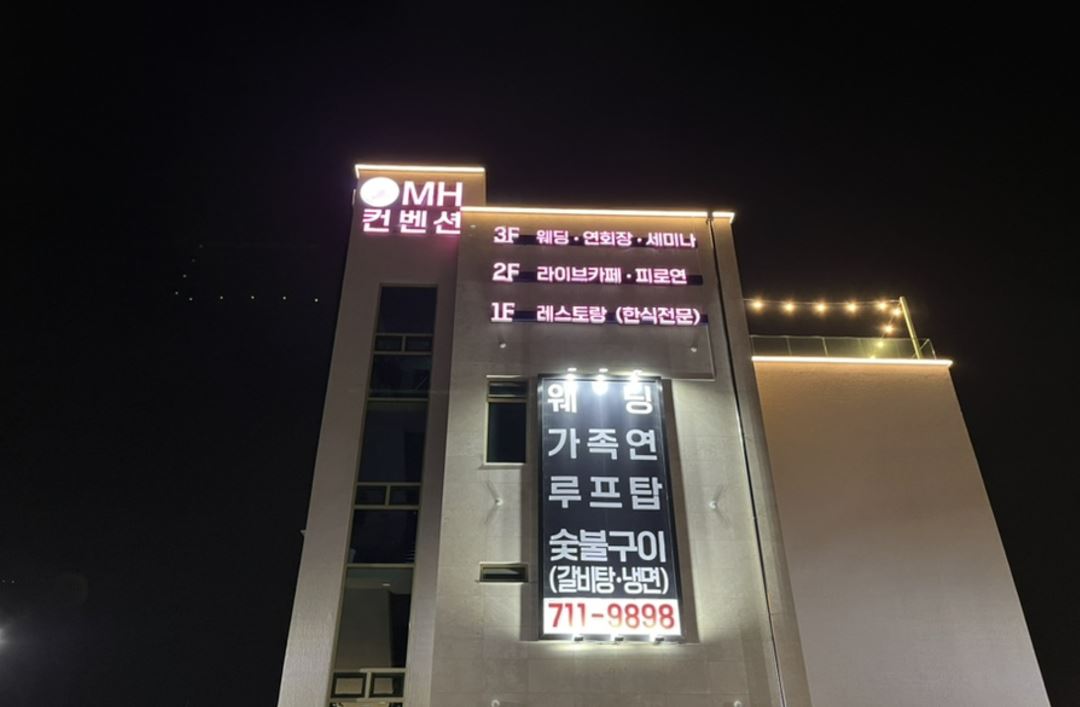 MH
컨벤션
3F 웨딩·연회장·세미나
2F 라이브카페·피로연
1F 레스토랑 (한식전문)
웨딩
가족연
루프탑
숯불구이
(갈비탕·냉면)
711-9898